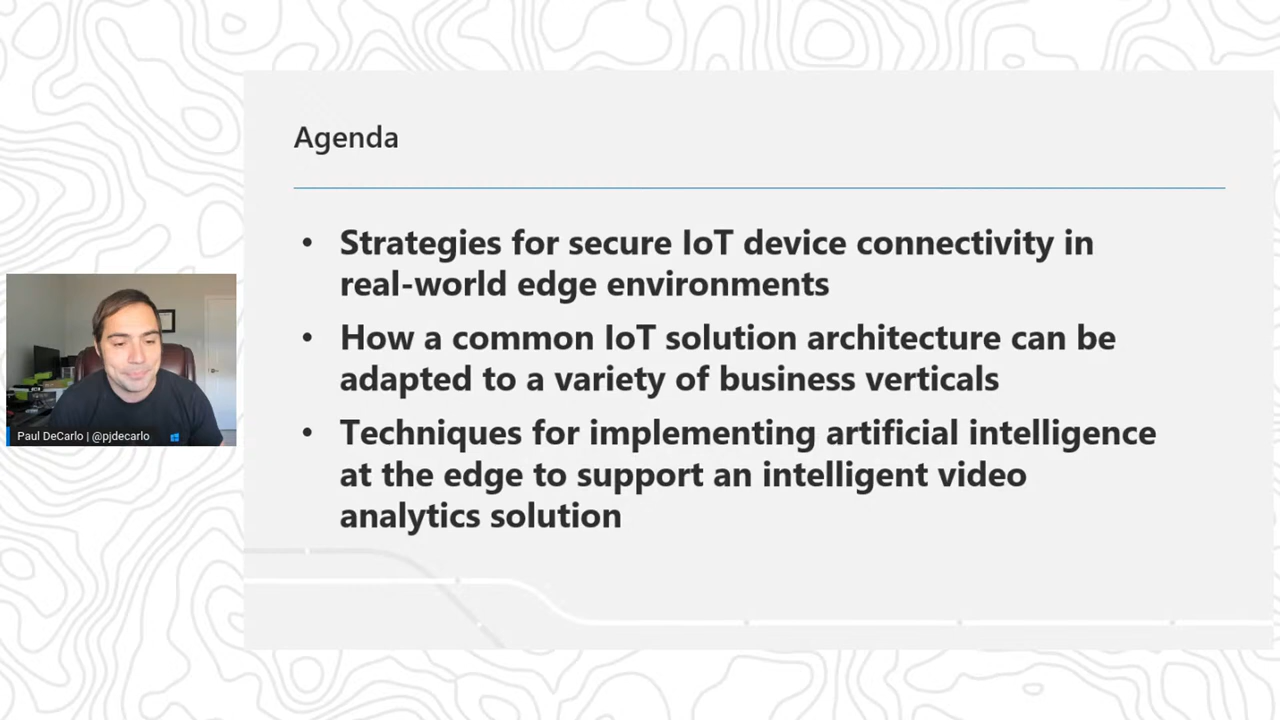 Agenda
• Strategies for secure IoT device connectivity in
real-world edge environments
• How a common IoT solution architecture can be
adapted to a variety of business verticals
• Techniques for implementing artificial intelligence
at the edge to support an intelligent video
analytics solution
Paul DeCarlo | @pjdecarlo